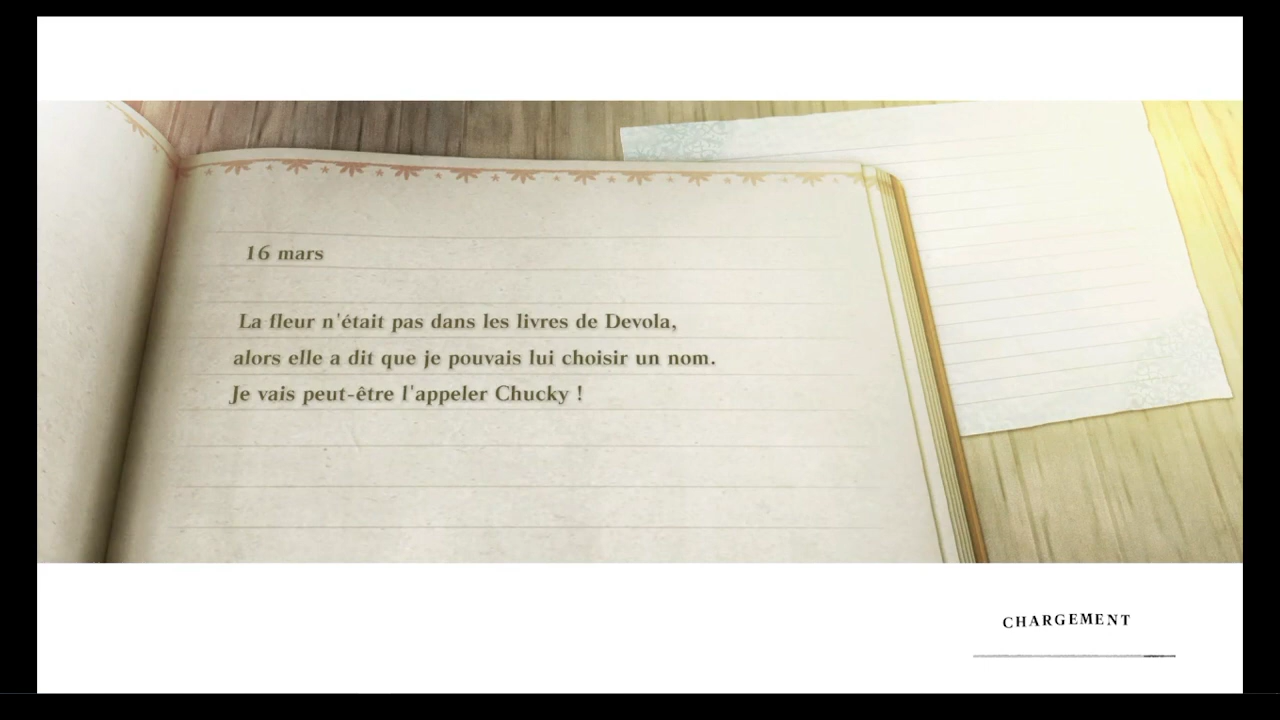 16 mars
La fleur n'était pas dans les livres de Devola,
alors elle a dit que je pouvais lui choisir un nom.
Je vais peut-être l'appeler Chucky !
CHARGEMENT